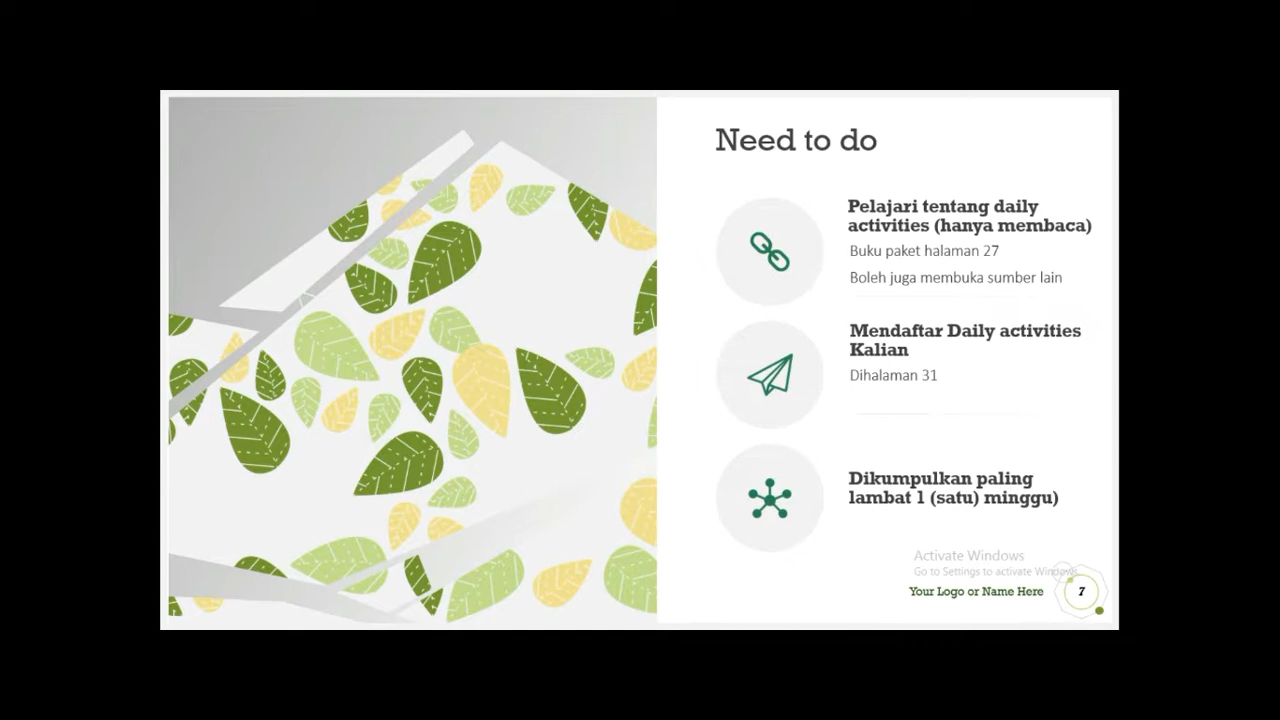 Need to do
Pelajari tentang daily
activities (hanya membaca)
Buku paket halaman 27
Boleh juga membuka sumber lain
Mendaftar Daily activities
Kalian
Dihalaman 31
Dikumpulkan paling
lambat 1 (satu) minggu)
Activate Windows
Go to Settings to activate Windows.
Your Logo or Name Here
7